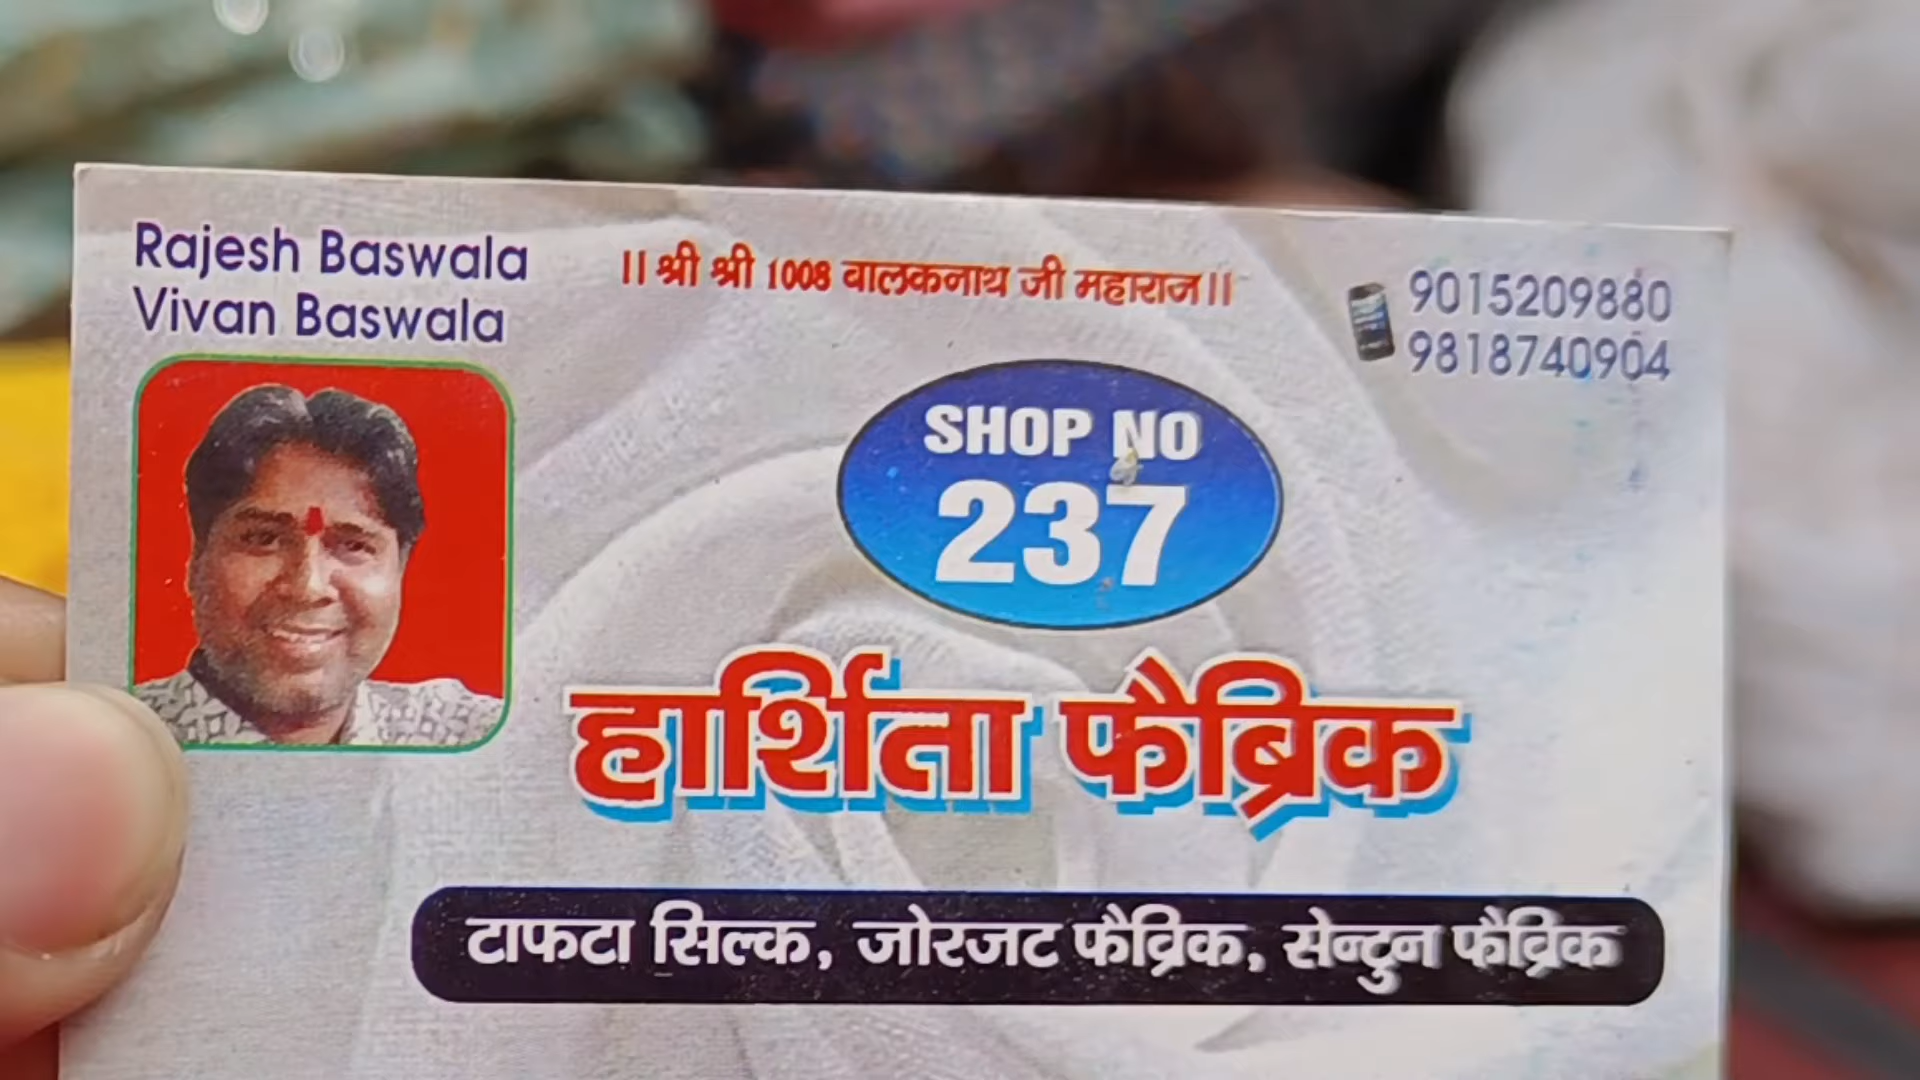 Rajesh Baswala
Vivan Baswala
।। श्री श्री 1008 बालकनाथ जी महाराज।।
9015209880
9818740904
SHOP NO
237
हार्शिता फैब्रिक
टाफटा सिल्क, जोरजट फैब्रिक, सेन्टुन फैब्रिक